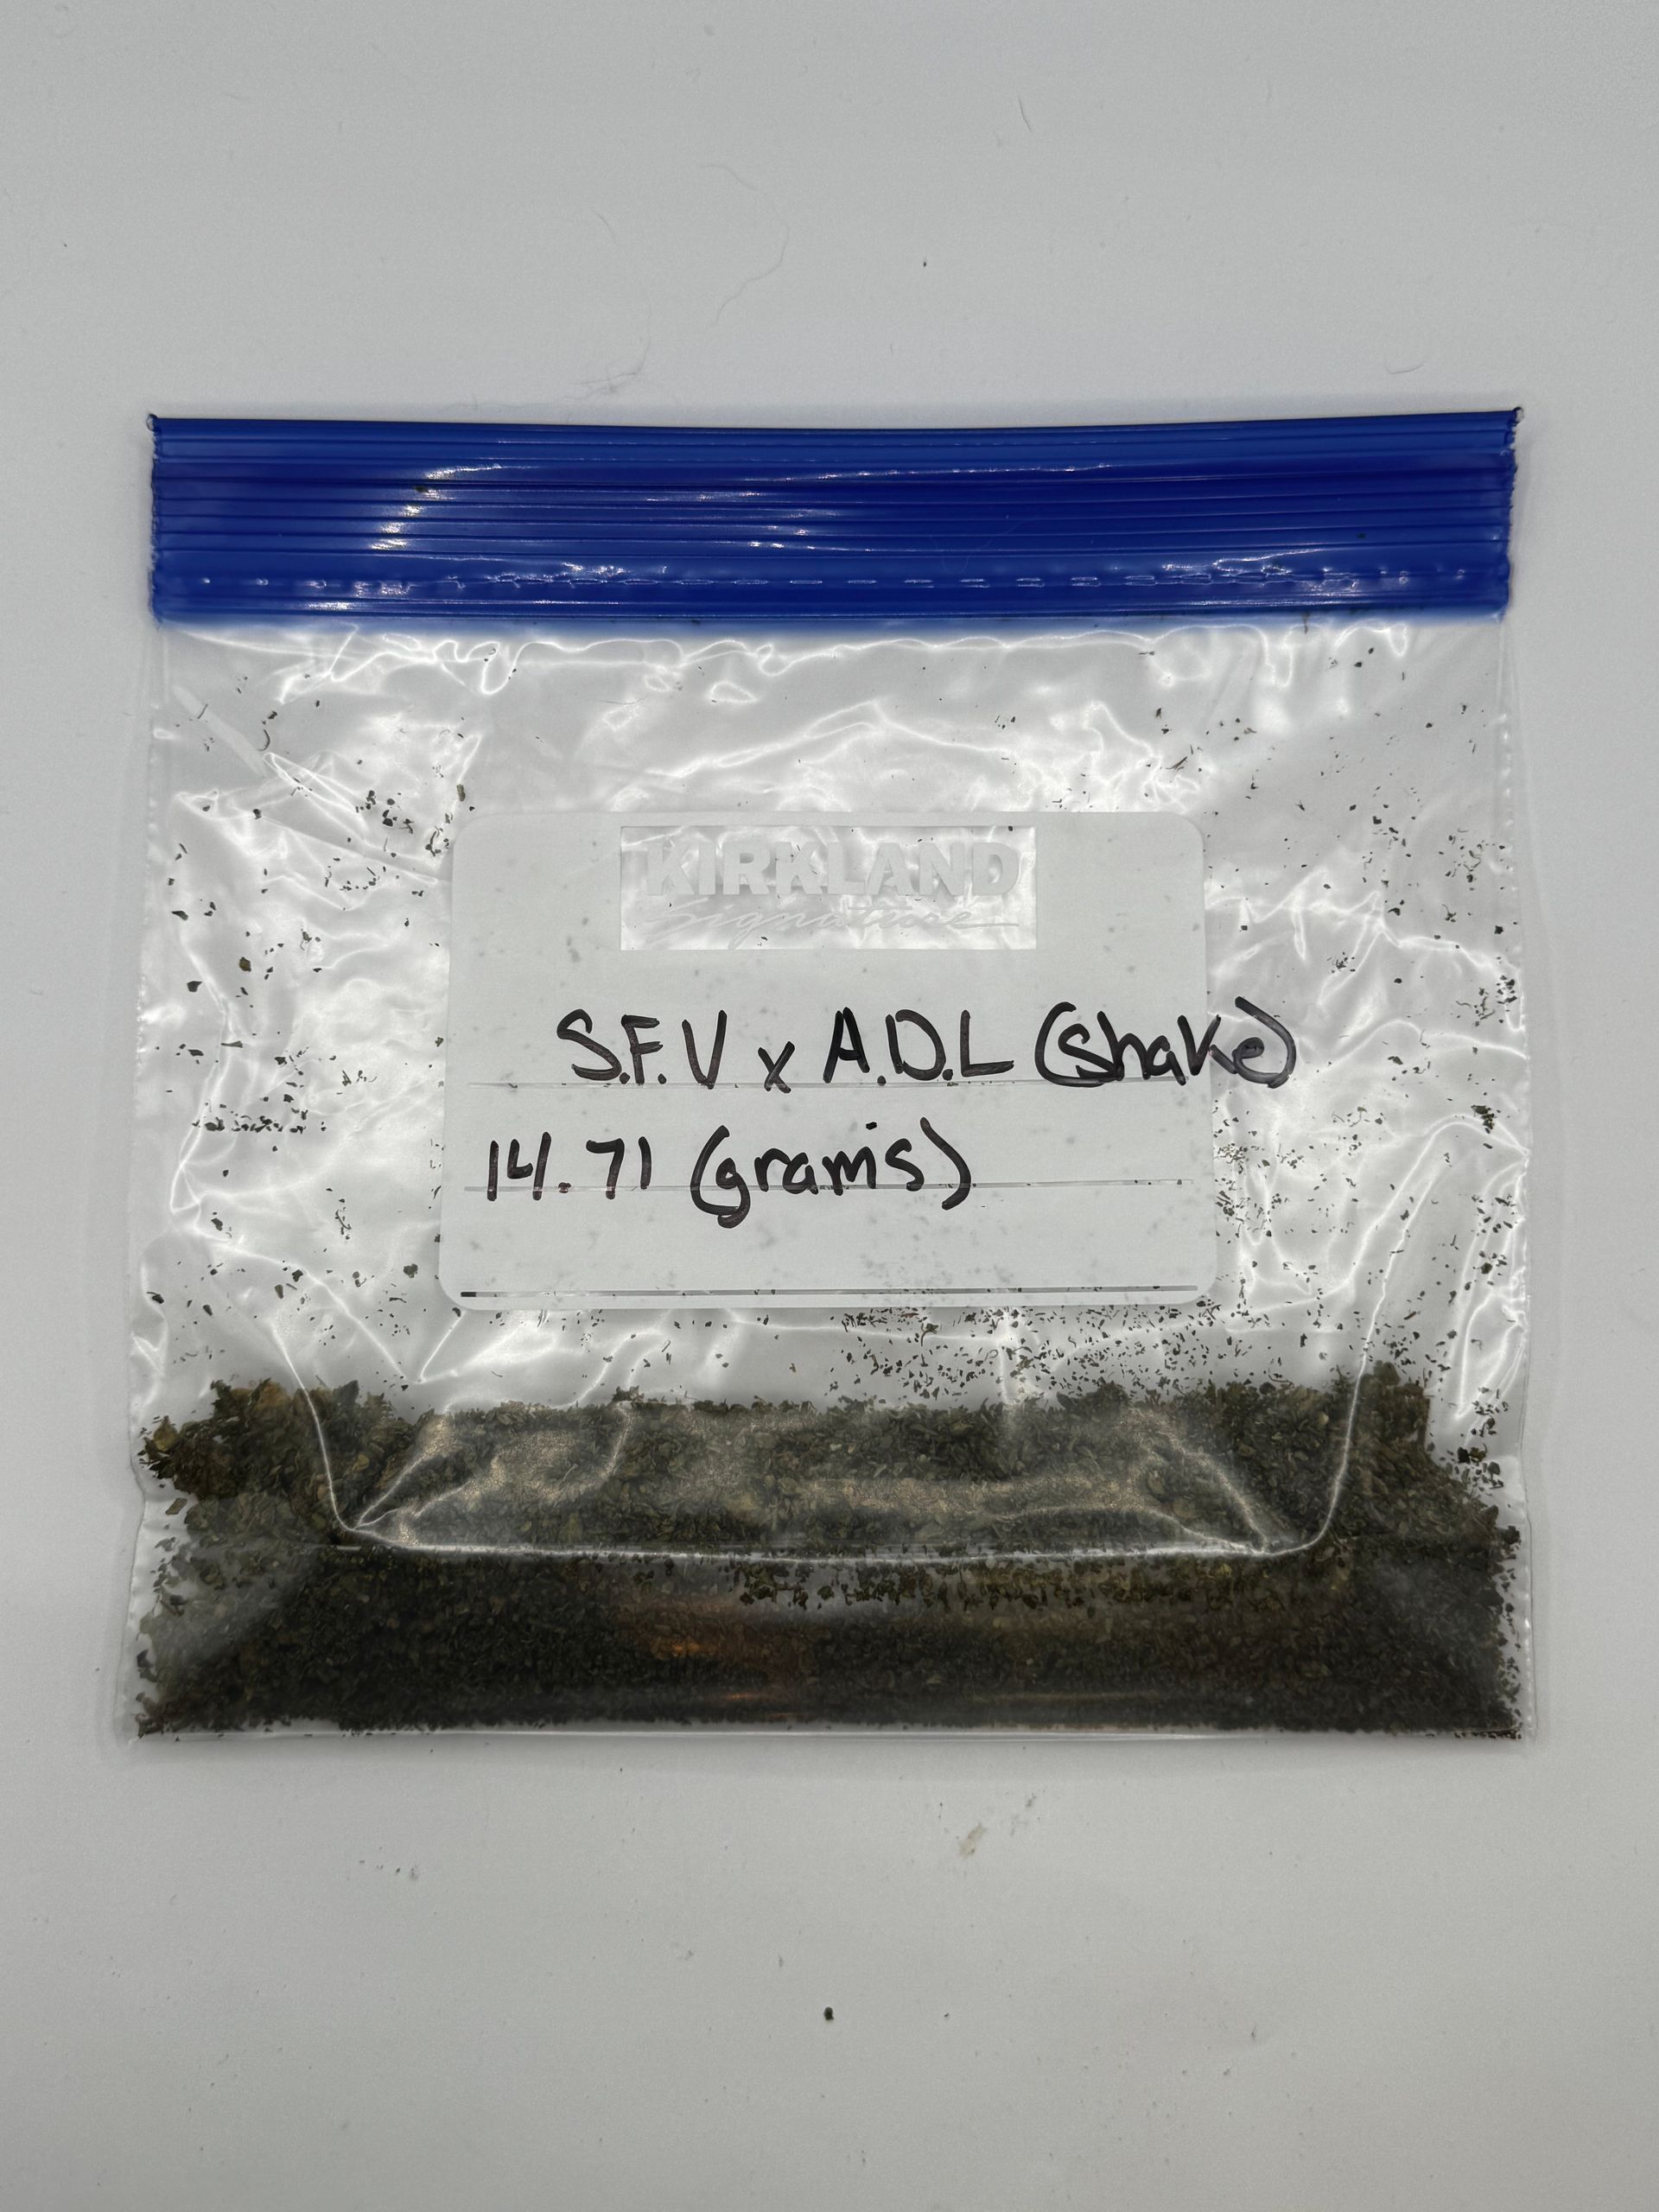 KIRKLAND
Signature
S.F.V x A.D.L (shake)
14.71 (grams)